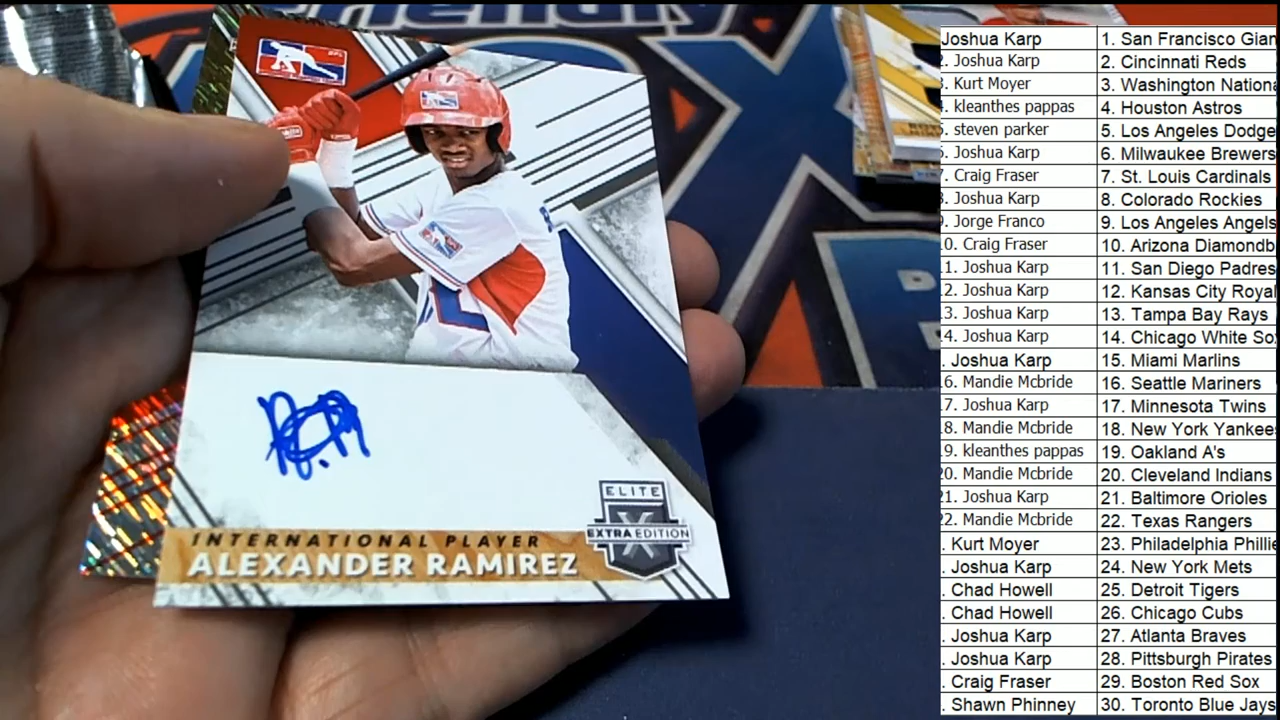 INTERNATIONAL PLAYER
ALEXANDER RAMIREZ
ELITE
X
EXTRA EDITION
Joshua Karp 1. San Francisco Gian
2. Joshua Karp 2. Cincinnati Reds
3. Kurt Moyer 3. Washington Nationa
4. kleanthes pappas 4. Houston Astros
5. steven parker 5. Los Angeles Dodge
6. Joshua Karp 6. Milwaukee Brewers
7. Craig Fraser 7. St. Louis Cardinals
8. Joshua Karp 8. Colorado Rockies
9. Jorge Franco 9. Los Angeles Angels
10. Craig Fraser 10. Arizona Diamondb
11. Joshua Karp 11. San Diego Padres
12. Joshua Karp 12. Kansas City Royal
13. Joshua Karp 13. Tampa Bay Rays
14. Joshua Karp 14. Chicago White So
. Joshua Karp 15. Miami Marlins
16. Mandie Mcbride 16. Seattle Mariners
17. Joshua Karp 17. Minnesota Twins
18. Mandie Mcbride 18. New York Yankee
19. kleanthes pappas 19. Oakland A's
20. Mandie Mcbride 20. Cleveland Indians
21. Joshua Karp 21. Baltimore Orioles
22. Mandie Mcbride 22. Texas Rangers
. Kurt Moyer 23. Philadelphia Phillie
. Joshua Karp 24. New York Mets
. Chad Howell 25. Detroit Tigers
. Chad Howell 26. Chicago Cubs
. Joshua Karp 27. Atlanta Braves
. Joshua Karp 28. Pittsburgh Pirates
. Craig Fraser 29. Boston Red Sox
. Shawn Phinney 30. Toronto Blue Jays